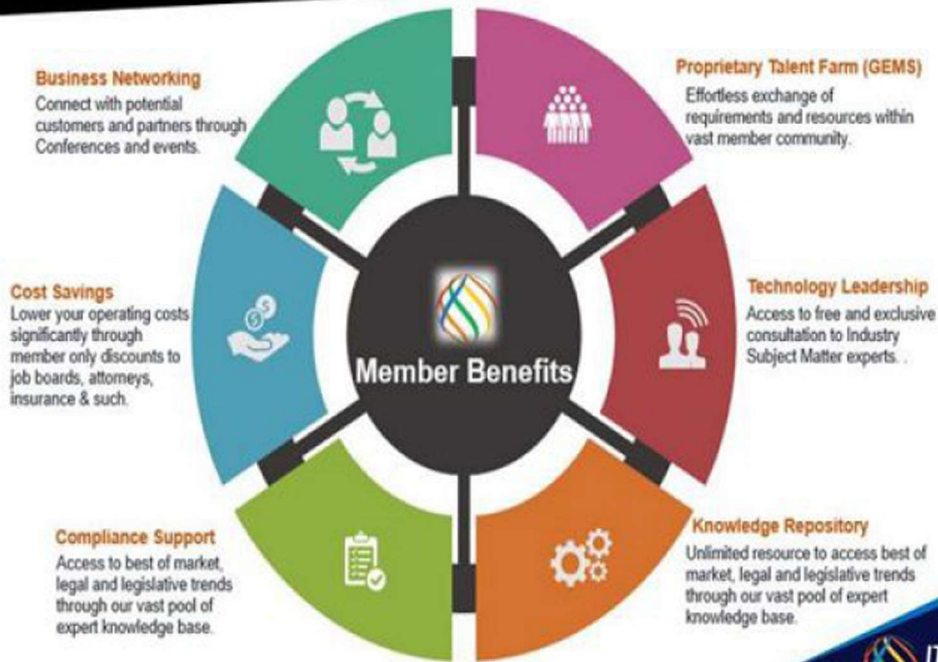 Business Networking
Connect with potential
customers and partners through
Conferences and events.
Proprietary Talent Farm (GEMS)
Effortless exchange of
requirements and resources within
vast member community.
Cost Savings
Lower your operating costs
significantly through
member only discounts to
job boards, attorneys,
insurance & such.
Member Benefits
Technology Leadership
Access to free and exclusive
consultation to Industry
Subject Matter experts. .
Compliance Support
Access to best of market,
legal and legislative trends
through our vast pool of
expert knowledge base.
Knowledge Repository
Unlimited resource to access best of
market, legal and legislative trends
through our vast pool of expert
knowledge base.